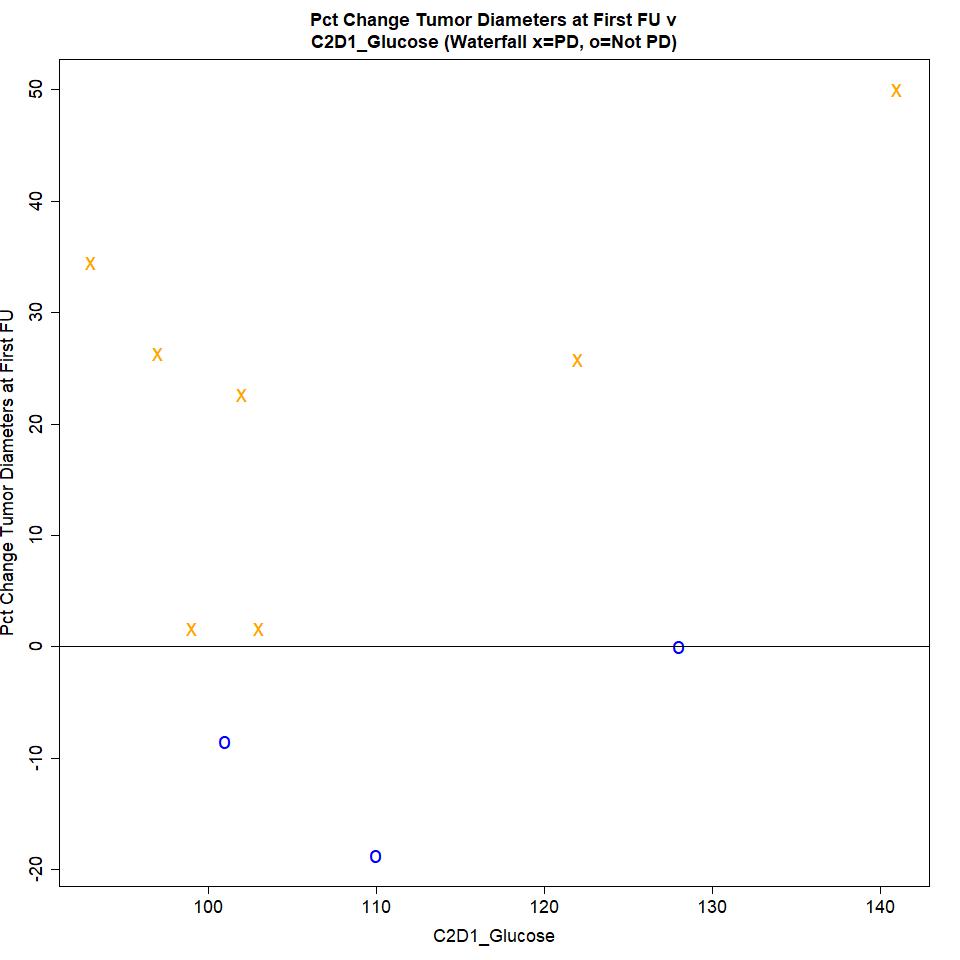 Pct Change Tumor Diameters at First FU v
C2D1_Glucose (Waterfall x=PD, o=Not PD)
Pct Change Tumor Diameters at First FU
50
40
30
20
10
0
-10
-20
X
X
X
X
X
X
X
O
O
O
100
110
120
130
140
C2D1_Glucose